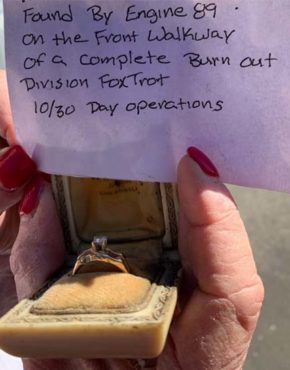 Found By Engine 89.
on the Front Walkway
of a complete Burn out
Division FoxTrot
10/30 Day operations